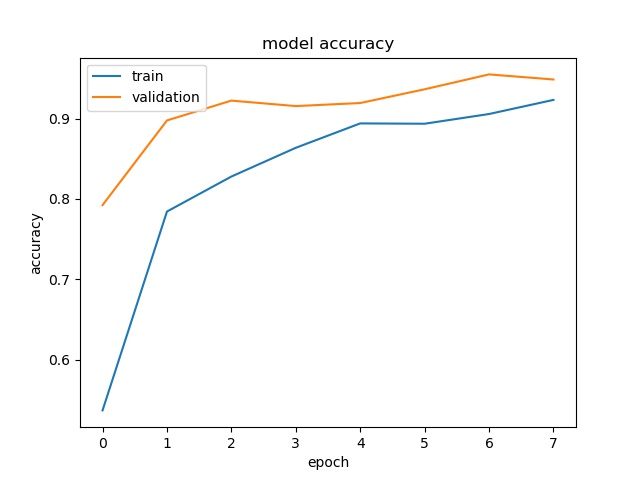 model accuracy
train
validation
0.9
0.8
0.7
0.6
accuracy
0 1 2 3 4 5 6 7
epoch